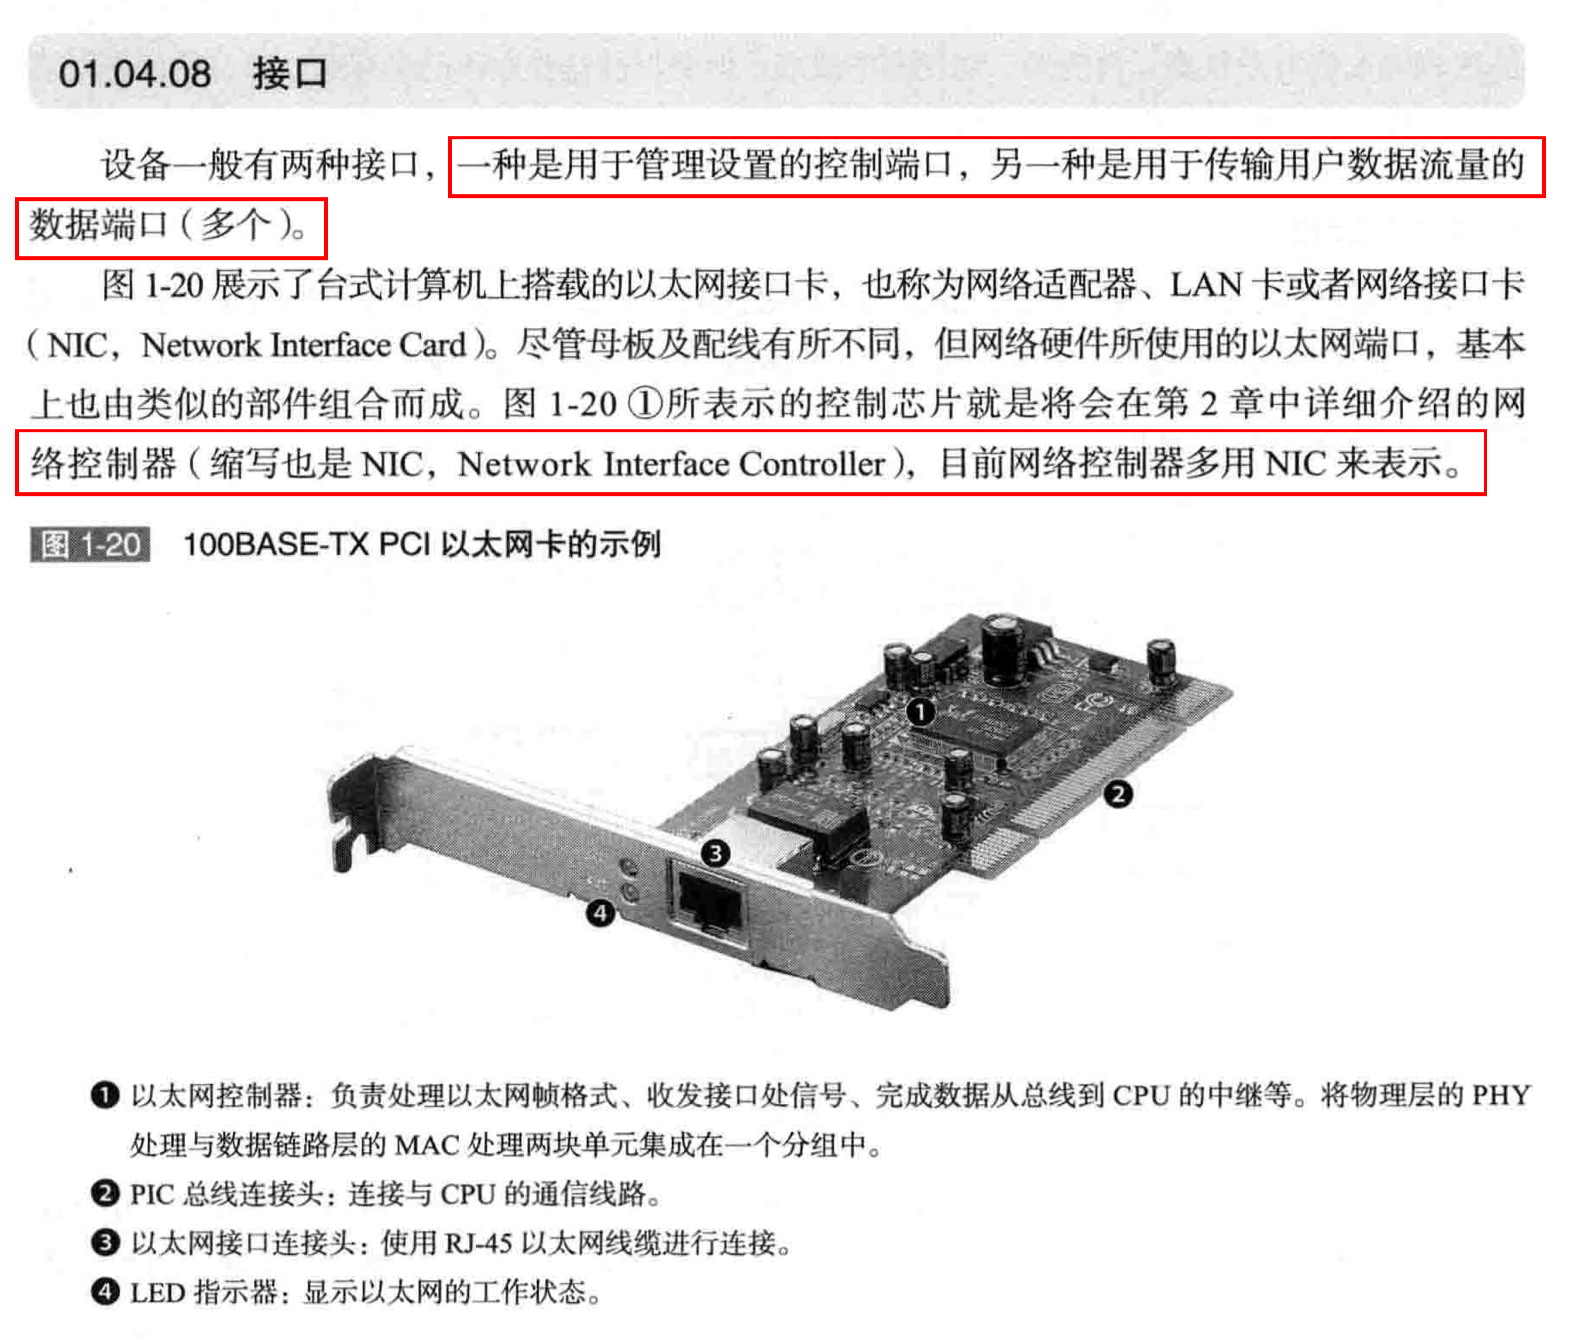 01.04.08 接口
设备一般有两种接口，一种是用于管理设置的控制端口，另一种是用于传输用户数据流量的
数据端口（多个）。
图 1-20 展示了台式计算机上搭载的以太网接口卡，也称为网络适配器、LAN 卡或者网络接口卡
（NIC，Network Interface Card）。尽管母板及配线有所不同，但网络硬件所使用的以太网端口，基本
上也由类似的部件组合而成。图 1-20 ①所表示的控制芯片就是将会在第 2 章中详细介绍的网
络控制器（缩写也是 NIC，Network Interface Controller），目前网络控制器多用 NIC 来表示。
图 1-20 100BASE-TX PCI 以太网卡的示例
❶
❷
❸
❹
❶ 以太网控制器：负责处理以太网帧格式、收发接口处信号、完成数据从总线到 CPU 的中继等。将物理层的 PHY
处理与数据链路层的 MAC 处理两块单元集成在一个分组中。
❷ PIC 总线连接头：连接与 CPU 的通信线路。
❸ 以太网接口连接头：使用 RJ-45 以太网线缆进行连接。
❹ LED 指示器：显示以太网的工作状态。